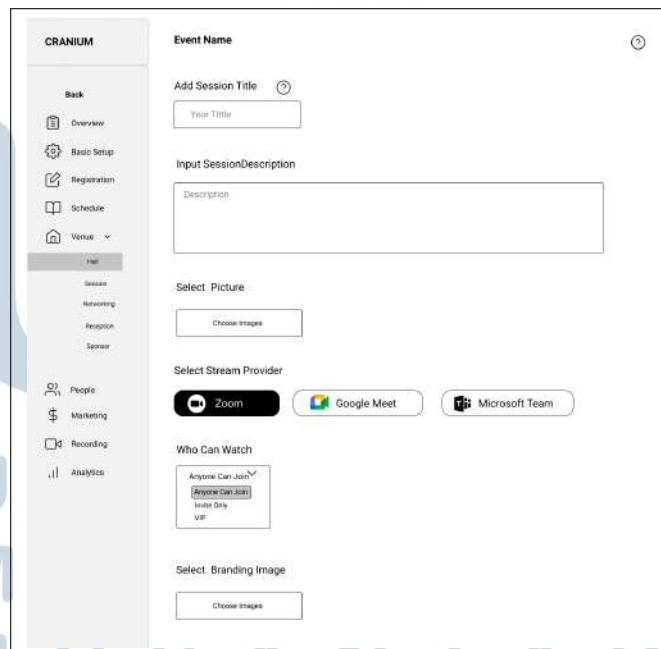 CRANIUM
Event Name
Back
Overview
Basic Setup
Registration
Schedule
Venue
Hall
Session
Networking
Reception
Sponsor
People
Marketing
Recording
Analytics
Add Session Title
Your Tittle
Input SessionDescription
Description
Select Picture
Choose Images
Select Stream Provider
Zoom
Google Meet
Microsoft Team
Who Can Watch
Anyone Can Join
Anyone Can Join
Invite Only
VIP
Select Branding Image
Choose Images